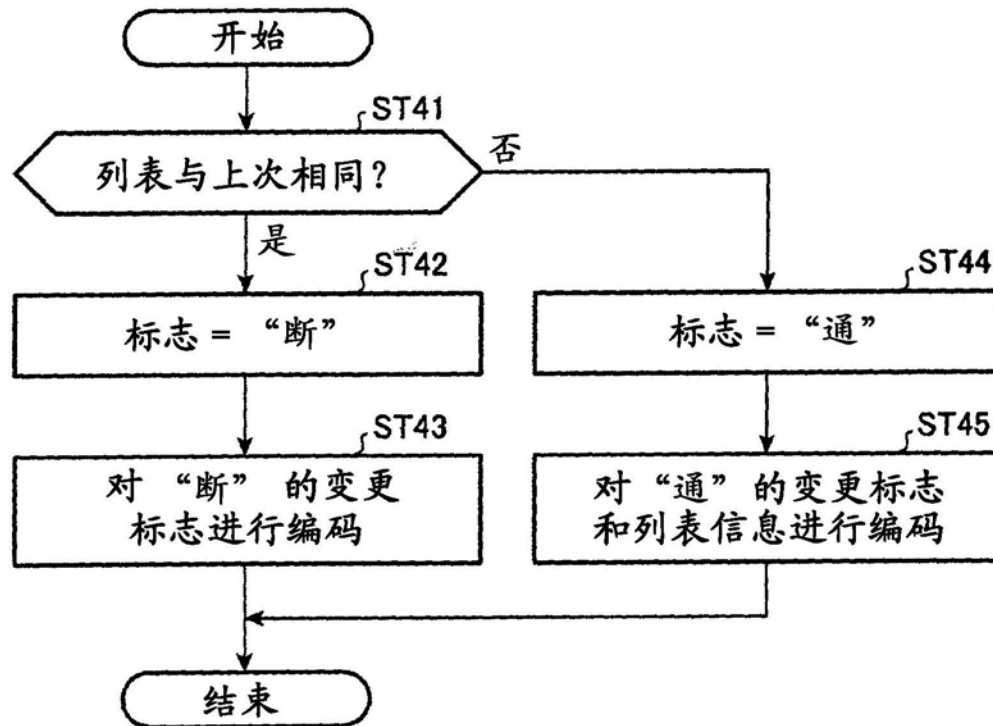 开始
ST41
列表与上次相同？
否
是
ST42
标志 = “断”
ST44
标志 = “通”
ST43
对 “断” 的变更
标志进行编码
ST45
对 “通” 的变更标志
和列表信息进行编码
结束